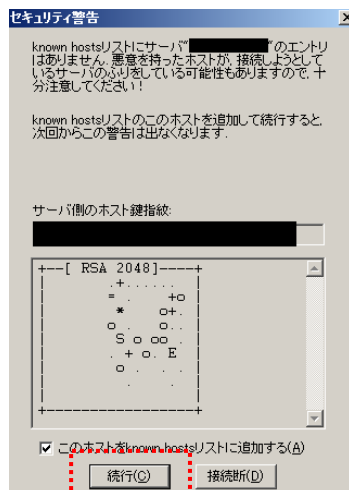 セキュリティ警告
known hostsリストにサーバ"        "のエントリ
はありません. 悪意を持ったホストが, 接続しようとして
いるサーバのふりをしている可能性もありますので, 十
分注意してください!
known hostsリストのこのホストを追加して続行すると,
次回からこの警告は出なくなります.
サーバ側のホスト鍵指紋:
+--[ RSA 2048]----+
|       .+......  |
|      = .     +o |
|       *     o+. |
|      o .    o.. |
|       S o oo .  |
|        . + o. E |
|         o . . . |
|          .   .  |
|                 |
+-----------------+
このホストをknown hostsリストに追加する(A)
続行(C) 接続断(D)